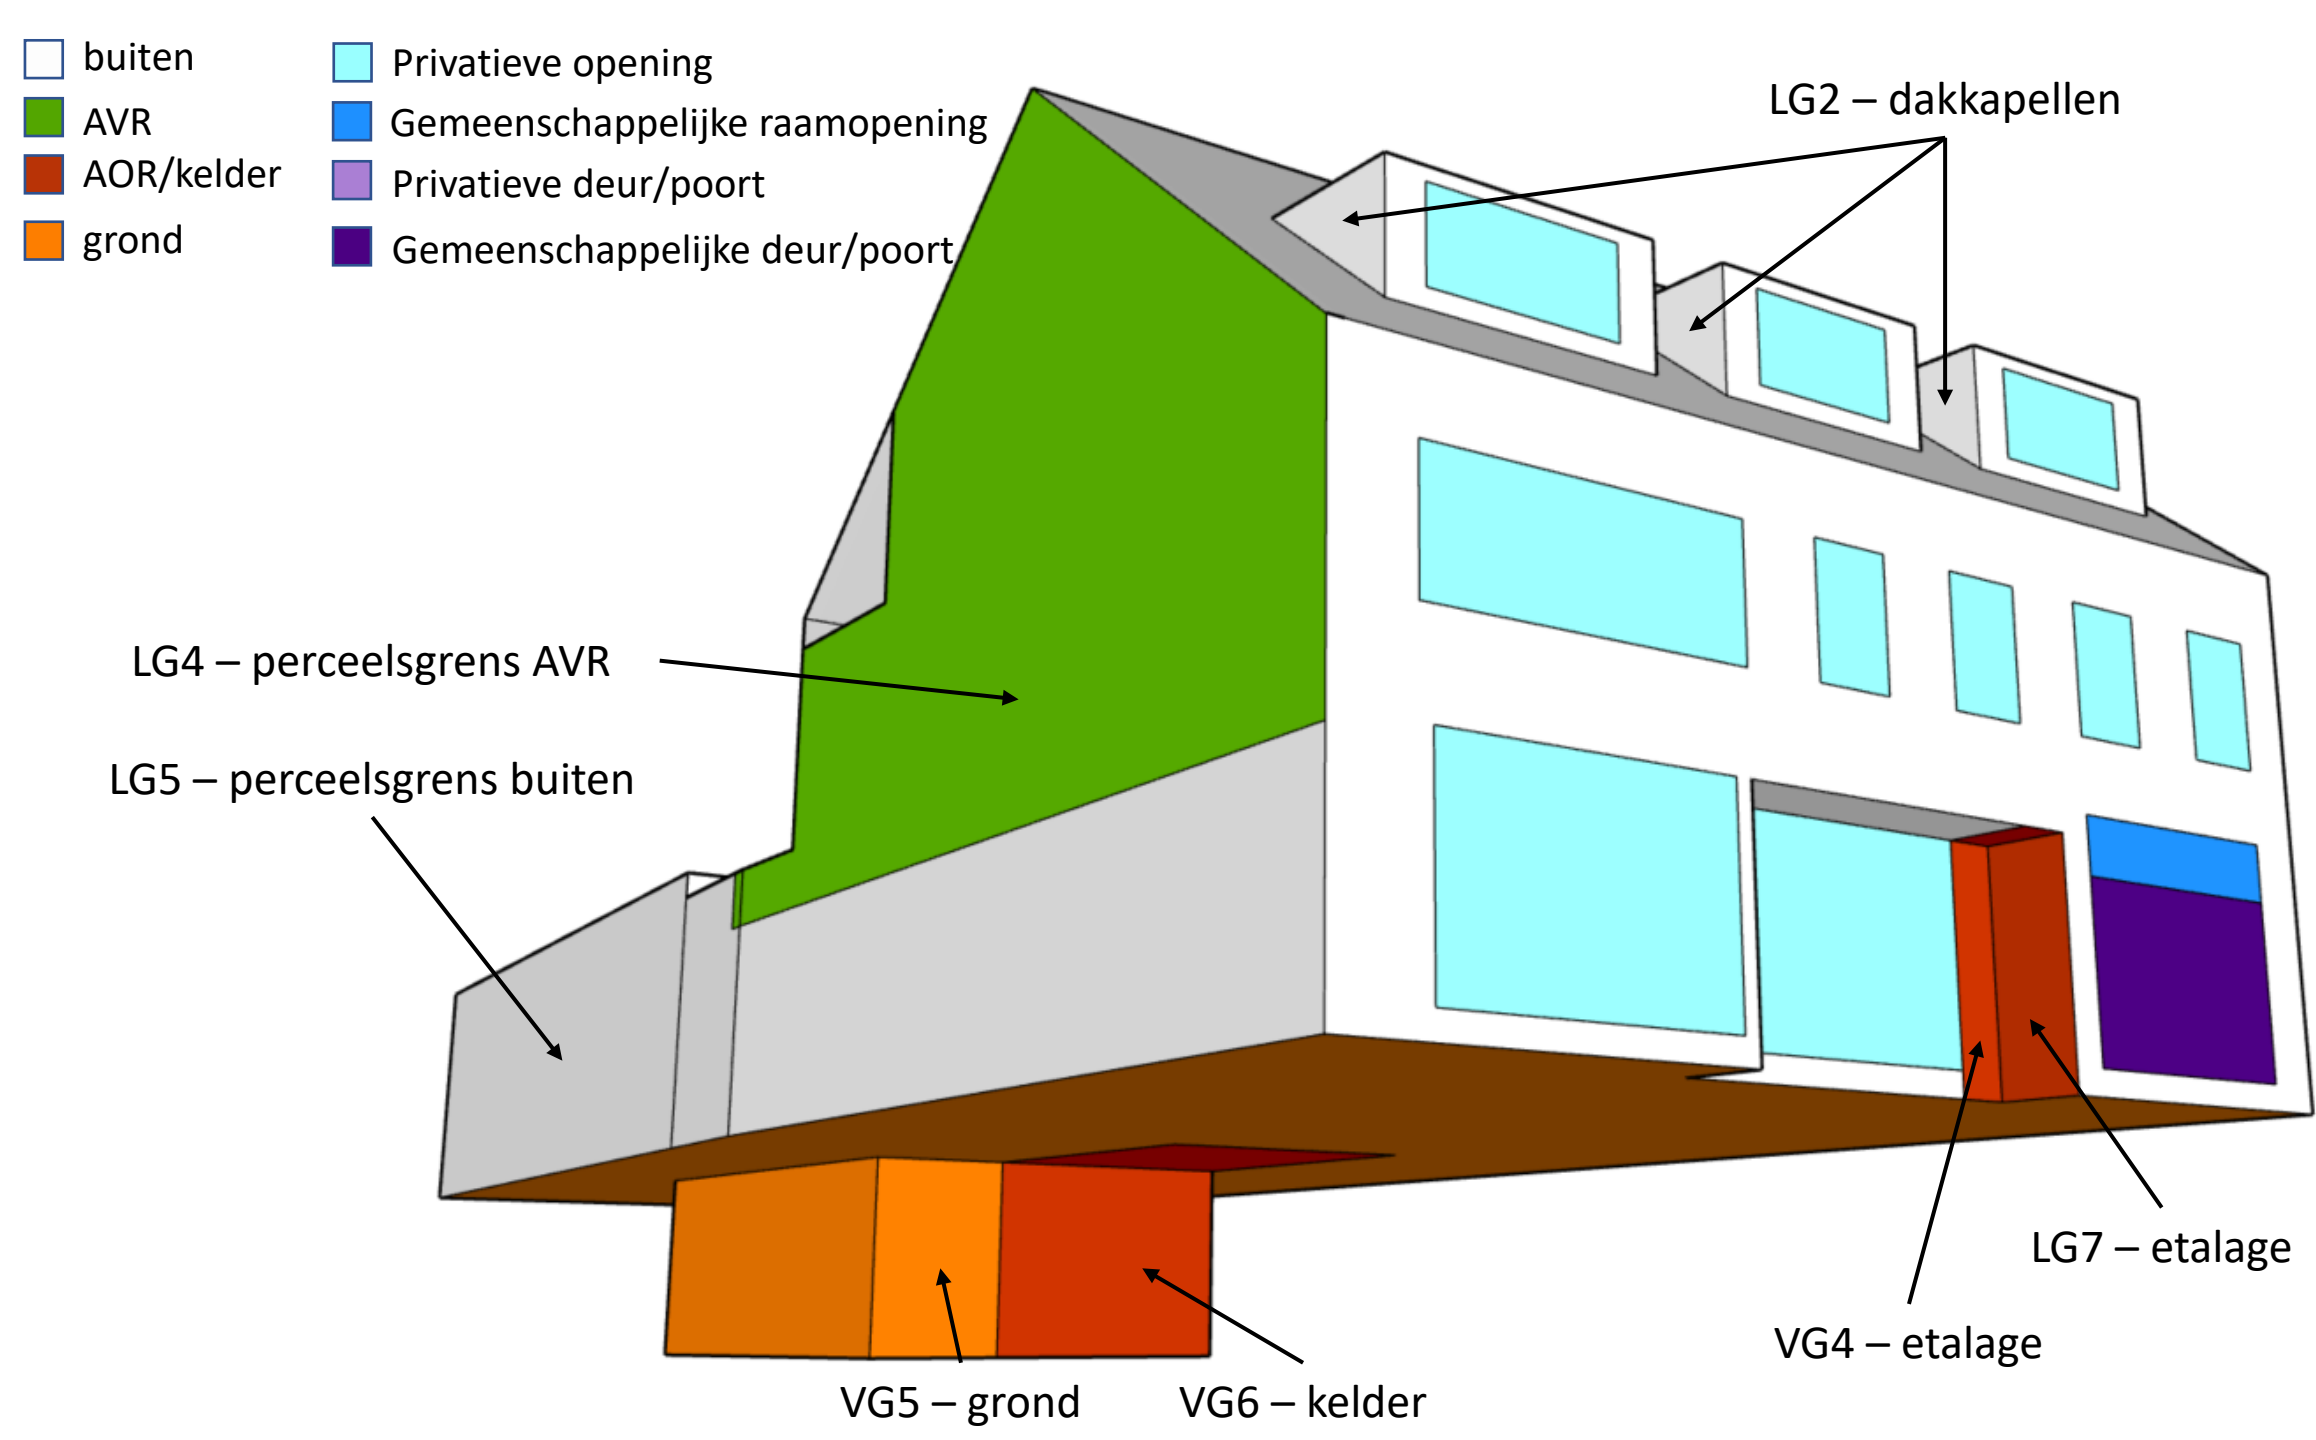 buiten
AVR
AOR/kelder
grond
Privatieve opening
Gemeenschappelijke raamopening
Privatieve deur/poort
Gemeenschappelijke deur/poort
LG2 – dakkapellen
LG4 – perceelsgrens AVR
LG5 – perceelsgrens buiten
LG7 – etalage
VG4 – etalage
VG5 – grond
VG6 – kelder